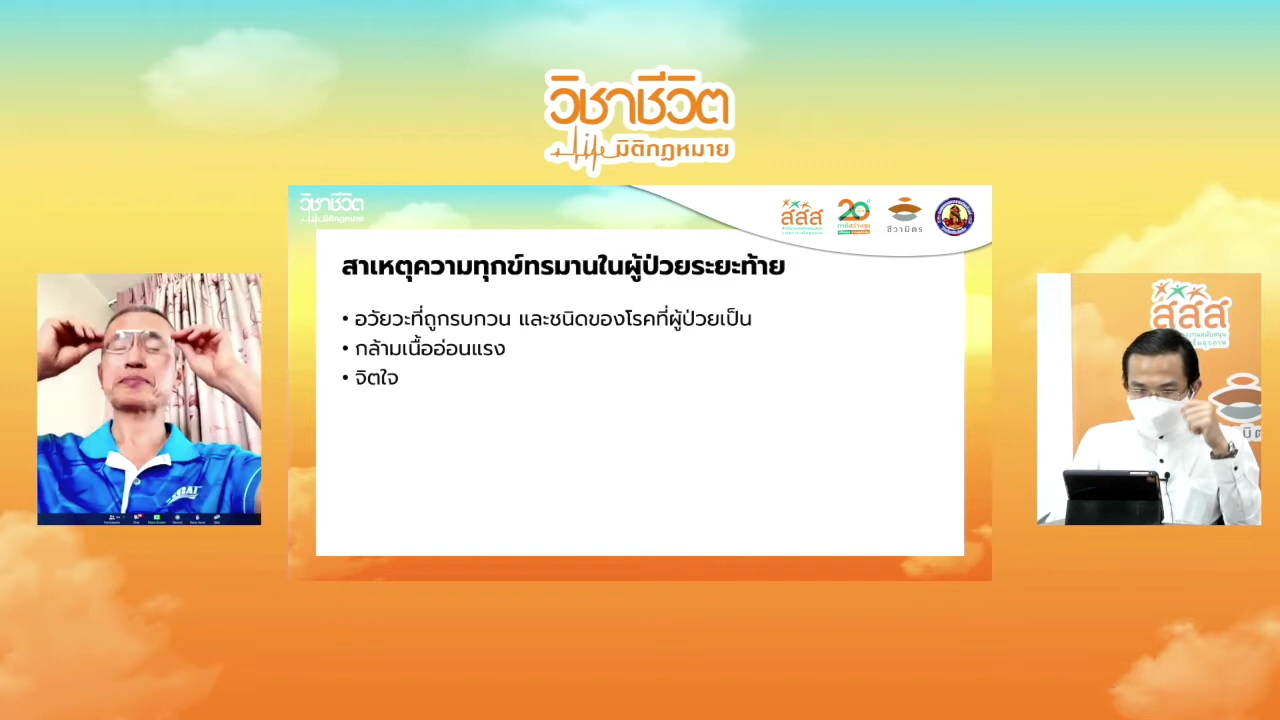 วิชาชีวิต
Life มิติกฎหมาย
วิชาชีวิต
มิติกฎหมาย
สสส
20
ชีวามิตร
สาเหตุความทุกข์ทรมานในผู้ป่วยระยะท้าย
• อวัยวะที่ถูกรบกวน และชนิดของโรคที่ผู้ป่วยเป็น
• กล้ามเนื้ออ่อนแรง
• จิตใจ
สสส